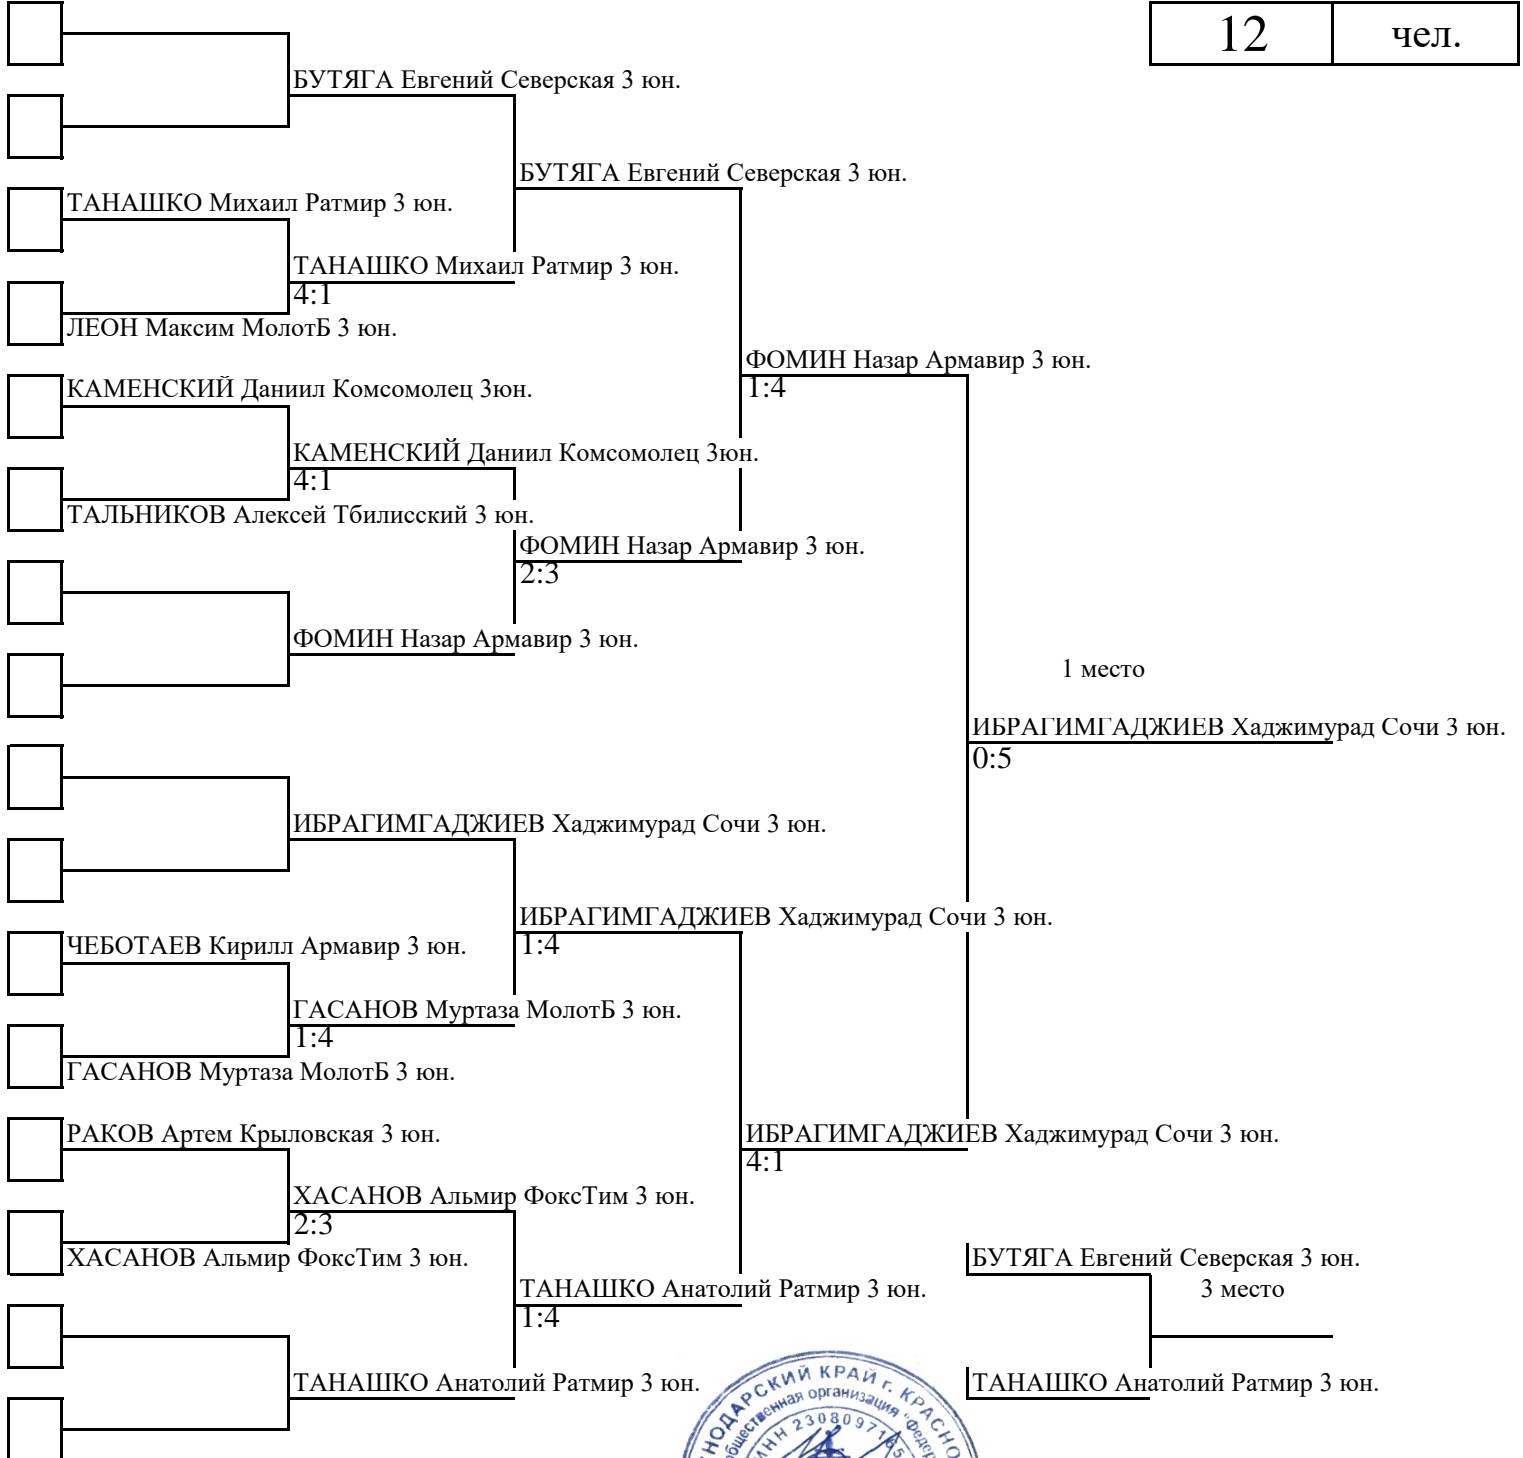 12 чел.
БУТЯГА Евгений Северская 3 юн.
БУТЯГА Евгений Северская 3 юн.
ТАНАШКО Михаил Ратмир 3 юн.
ТАНАШКО Михаил Ратмир 3 юн.
4:1
ЛЕОН Максим МолотБ 3 юн.
ФОМИН Назар Армавир 3 юн.
1:4
КАМЕНСКИЙ Даниил Комсомолец 3юн.
КАМЕНСКИЙ Даниил Комсомолец 3юн.
4:1
ТАЛЬНИКОВ Алексей Тбилисский 3 юн.
ФОМИН Назар Армавир 3 юн.
2:3
ФОМИН Назар Армавир 3 юн.
1 место
ИБРАГИМГАДЖИЕВ Хаджимурад Сочи 3 юн.
0:5
ИБРАГИМГАДЖИЕВ Хаджимурад Сочи 3 юн.
ИБРАГИМГАДЖИЕВ Хаджимурад Сочи 3 юн.
1:4
ЧЕБОТАЕВ Кирилл Армавир 3 юн.
ГАСАНОВ Муртаза МолотБ 3 юн.
1:4
ГАСАНОВ Муртаза МолотБ 3 юн.
РАКОВ Артем Крыловская 3 юн.
ИБРАГИМГАДЖИЕВ Хаджимурад Сочи 3 юн.
4:1
ХАСАНОВ Альмир ФоксТим 3 юн.
2:3
ХАСАНОВ Альмир ФоксТим 3 юн.
БУТЯГА Евгений Северская 3 юн.
3 место
ТАНАШКО Анатолий Ратмир 3 юн.
1:4
ТАНАШКО Анатолий Ратмир 3 юн.
ТАНАШКО Анатолий Ратмир 3 юн.
КРАЙ г.
организация
ИНН